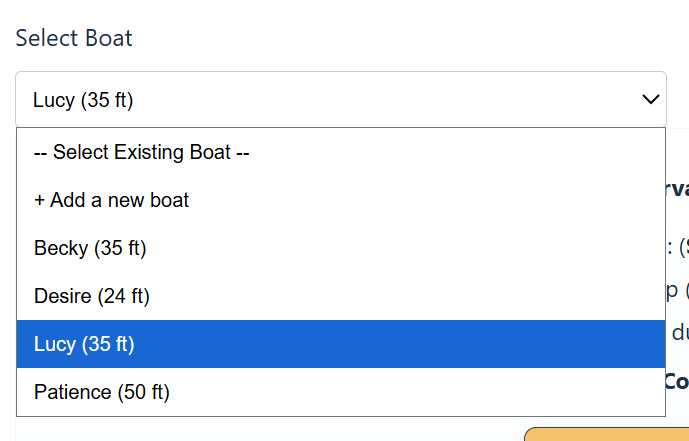 Select Boat
Lucy (35 ft)
-- Select Existing Boat --
+ Add a new boat
Becky (35 ft)
Desire (24 ft)
Lucy (35 ft)
Patience (50 ft)